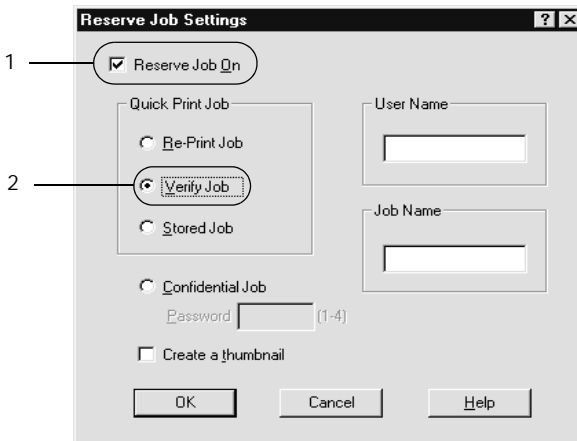 Reserve Job Settings
1
Reserve Job On
Quick Print Job
Re-Print Job
2
Verify Job
Stored Job
User Name
Job Name
Confidential Job
Password (1-4)
Create a thumbnail
OK Cancel Help